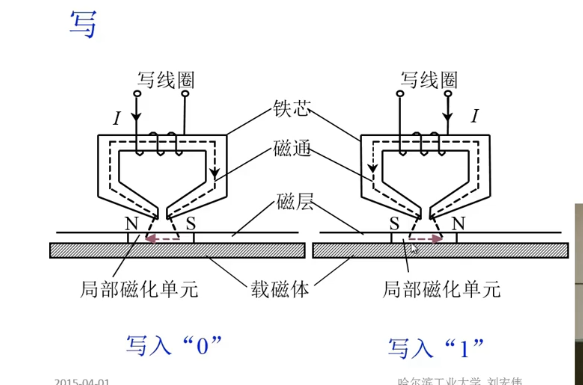 写
写线圈
写线圈
I
铁芯
I
磁通
磁层
N
S
S
N
局部磁化单元
载磁体
局部磁化单元
写入“0”
写入“1”
2015-04-01
哈尔滨工业大学 刘宏伟